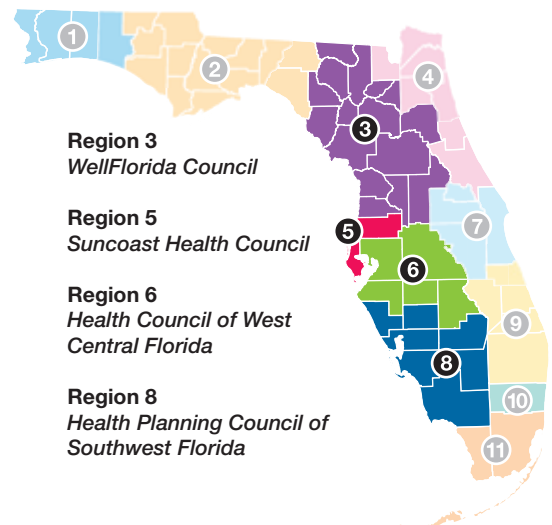 1
2
4
3
Region 3
WellFlorida Council
Region 5
Suncoast Health Council
5
7
6
Region 6
Health Council of West
Central Florida
9
8
Region 8
Health Planning Council of
Southwest Florida
10
11